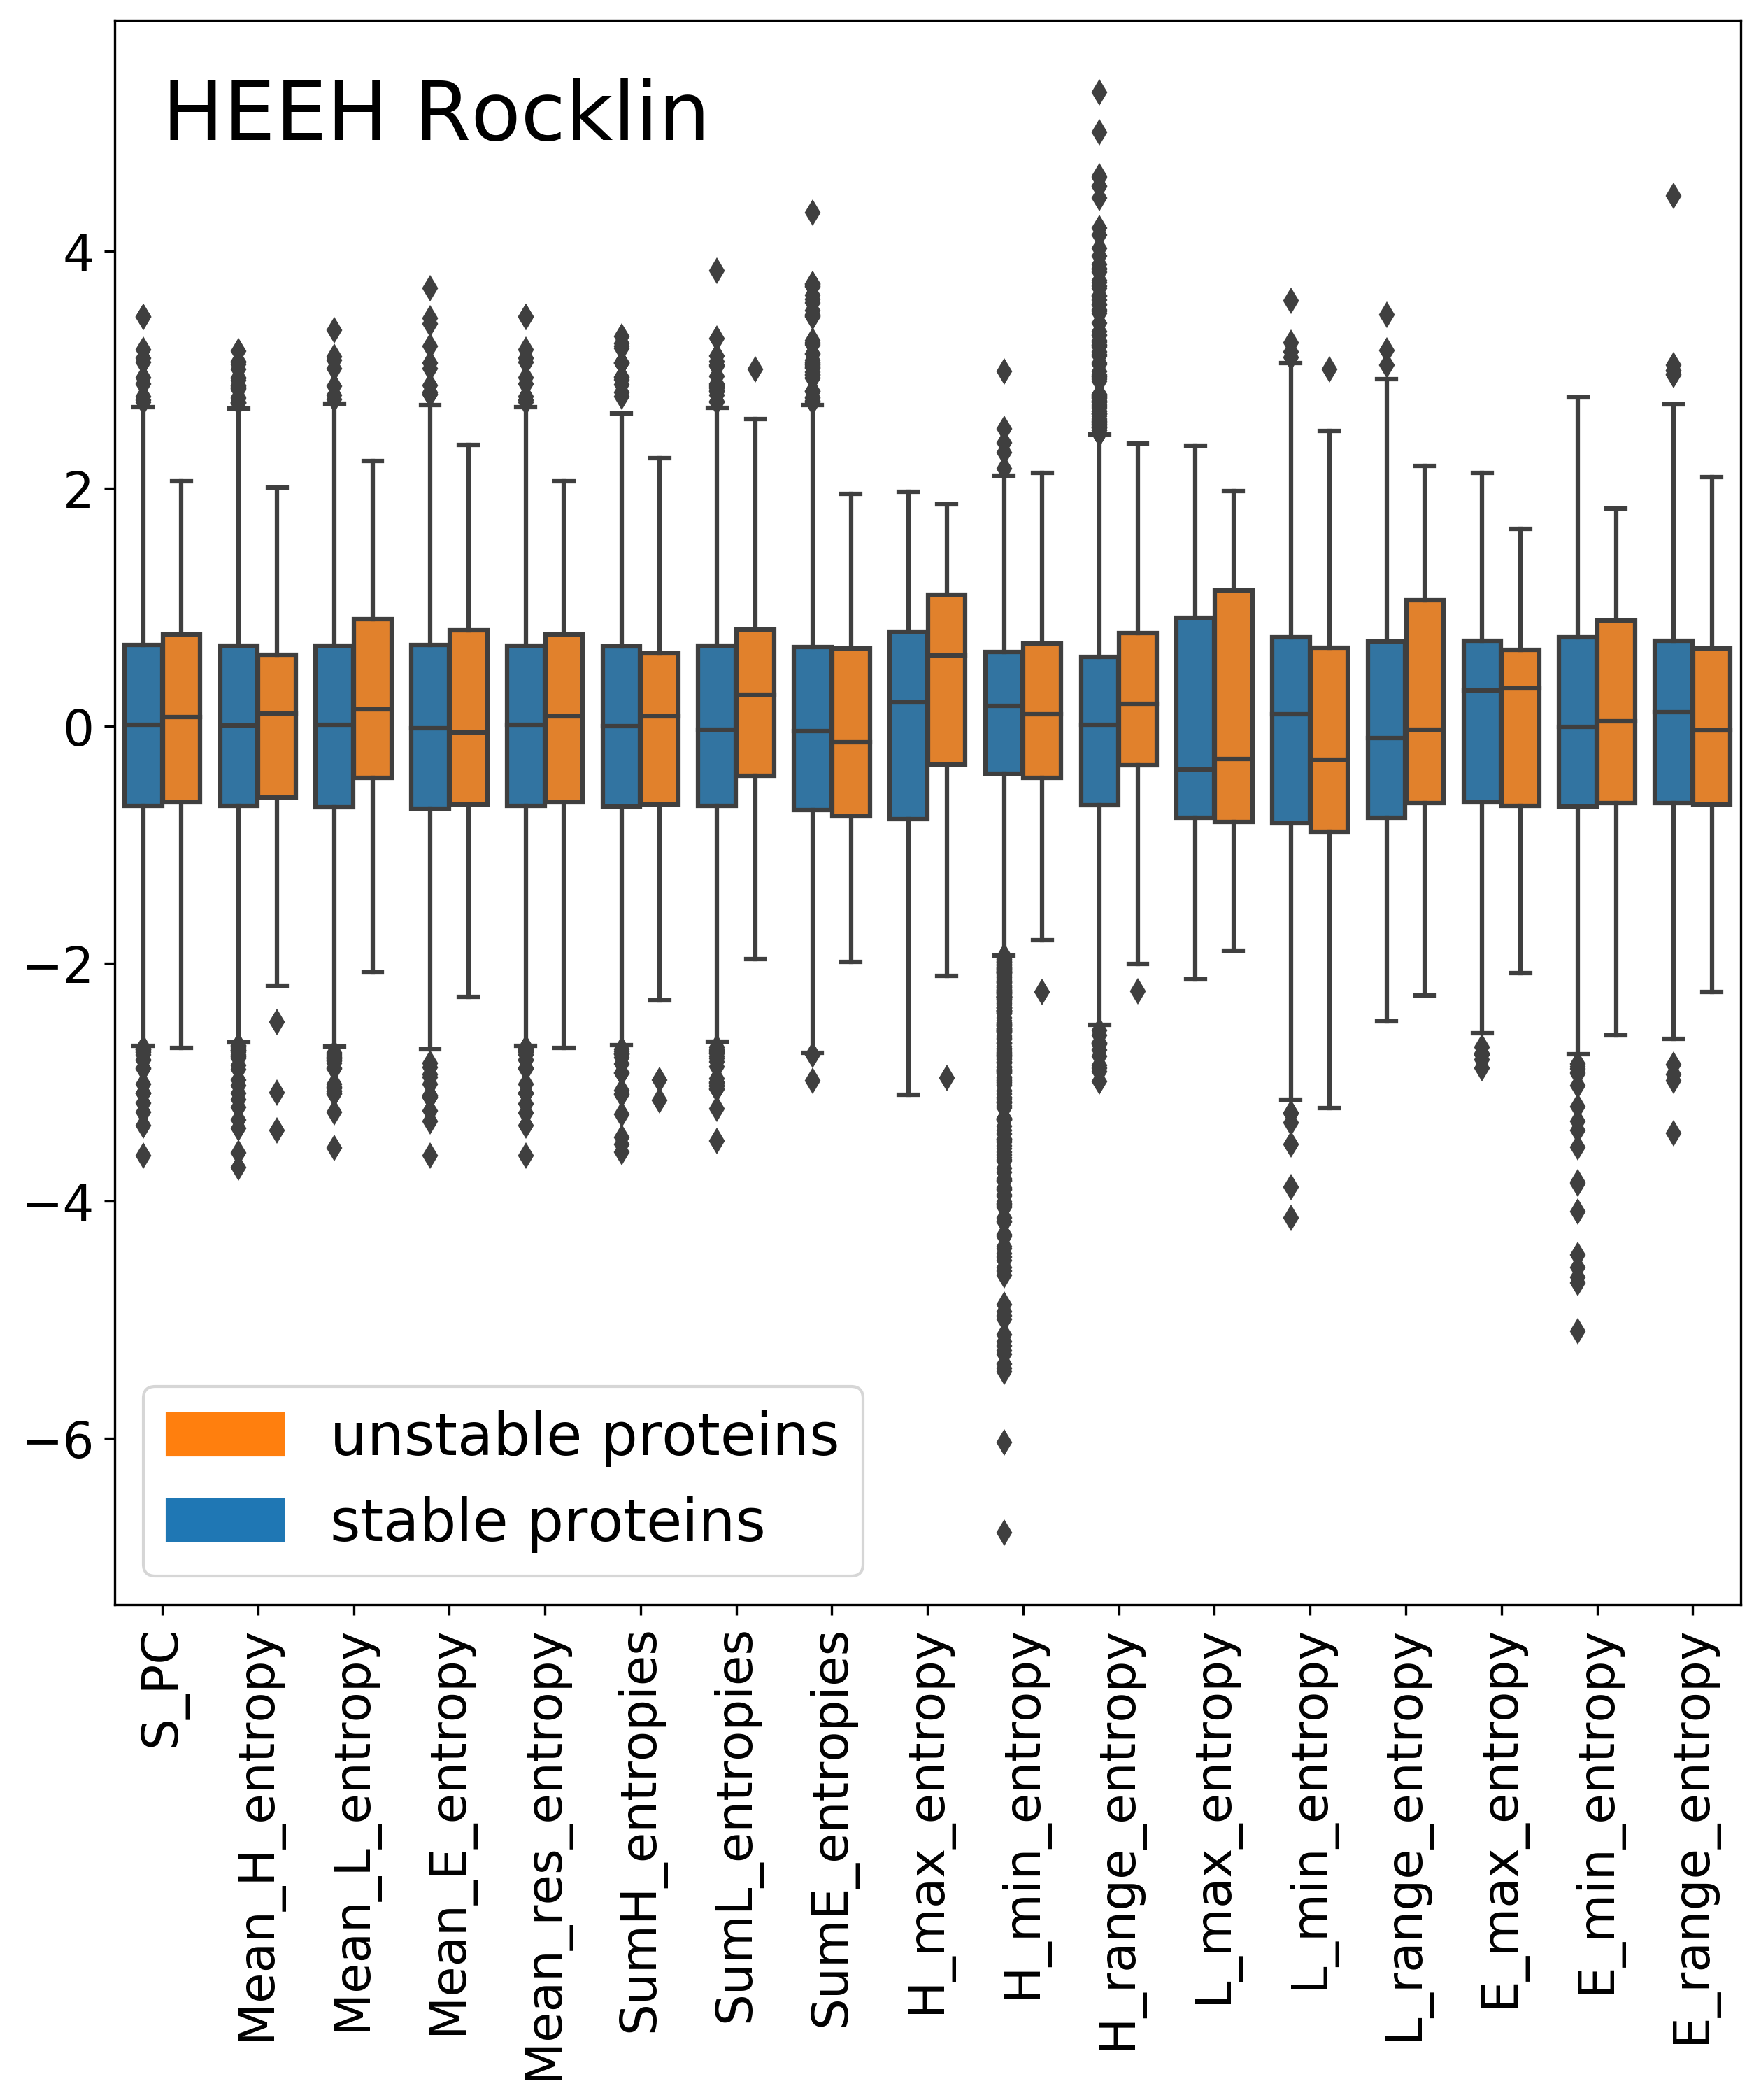 HEEH Rocklin
4
2
0
−2
−4
−6
unstable proteins
stable proteins
S_PC
Mean_H_entropy
Mean_L_entropy
Mean_E_entropy
Mean_res_entropy
SumH_entropies
SumL_entropies
SumE_entropies
H_max_entropy
H_min_entropy
H_range_entropy
L_max_entropy
L_min_entropy
L_range_entropy
E_max_entropy
E_min_entropy
E_range_entropy